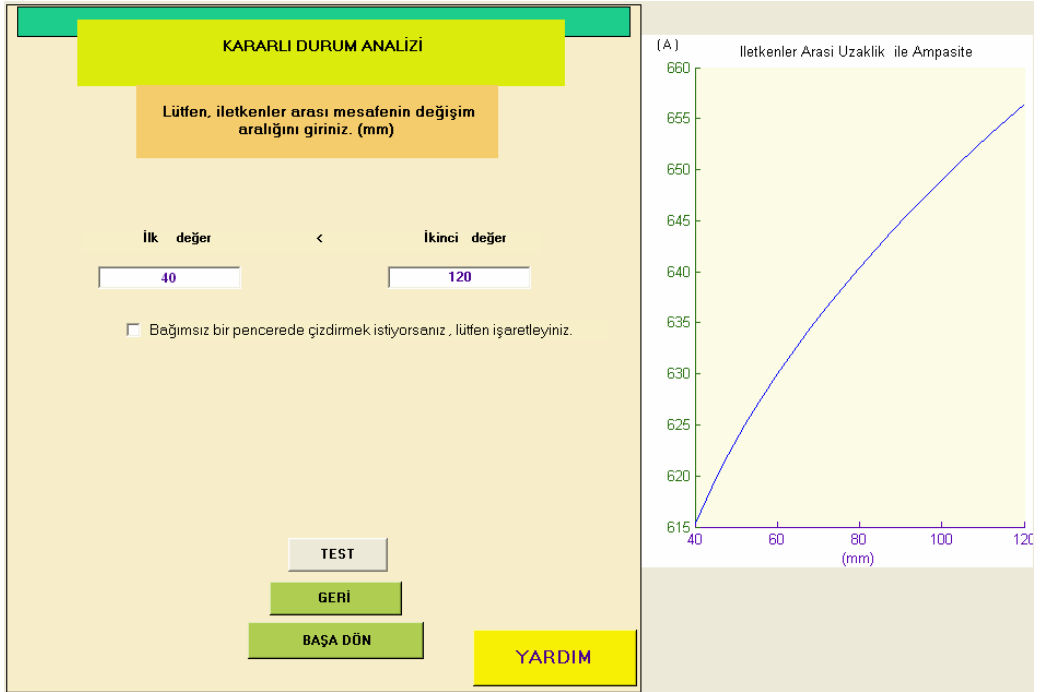 KARARLI DURUM ANALİZİ
Lütfen, iletkenler arası mesafenin değişim
aralığını giriniz. (mm)
İlk değer < İkinci değer
40 120
Bağımsız bir pencerede çizdirmek istiyorsanız , lütfen işaretleyiniz.
TEST
GERİ
BAŞA DÖN
YARDIM
(A)
Iletkenler Arasi Uzaklik ile Ampasite
660
655
650
645
640
635
630
625
620
615
40 60 80 100 120
(mm)